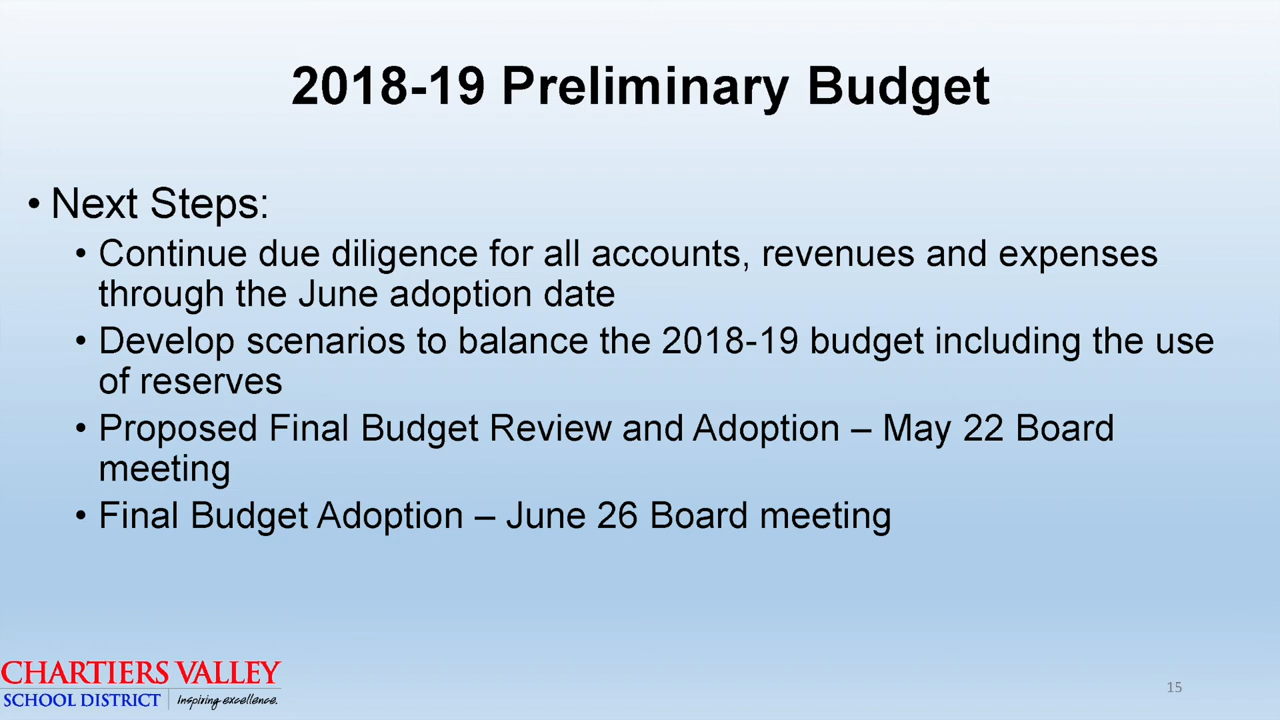 2018-19 Preliminary Budget
• Next Steps:
• Continue due diligence for all accounts, revenues and expenses
through the June adoption date
• Develop scenarios to balance the 2018-19 budget including the use
of reserves
• Proposed Final Budget Review and Adoption – May 22 Board
meeting
• Final Budget Adoption – June 26 Board meeting
CHARTIERS VALLEY
SCHOOL DISTRICT | Inspiring excellence.
15